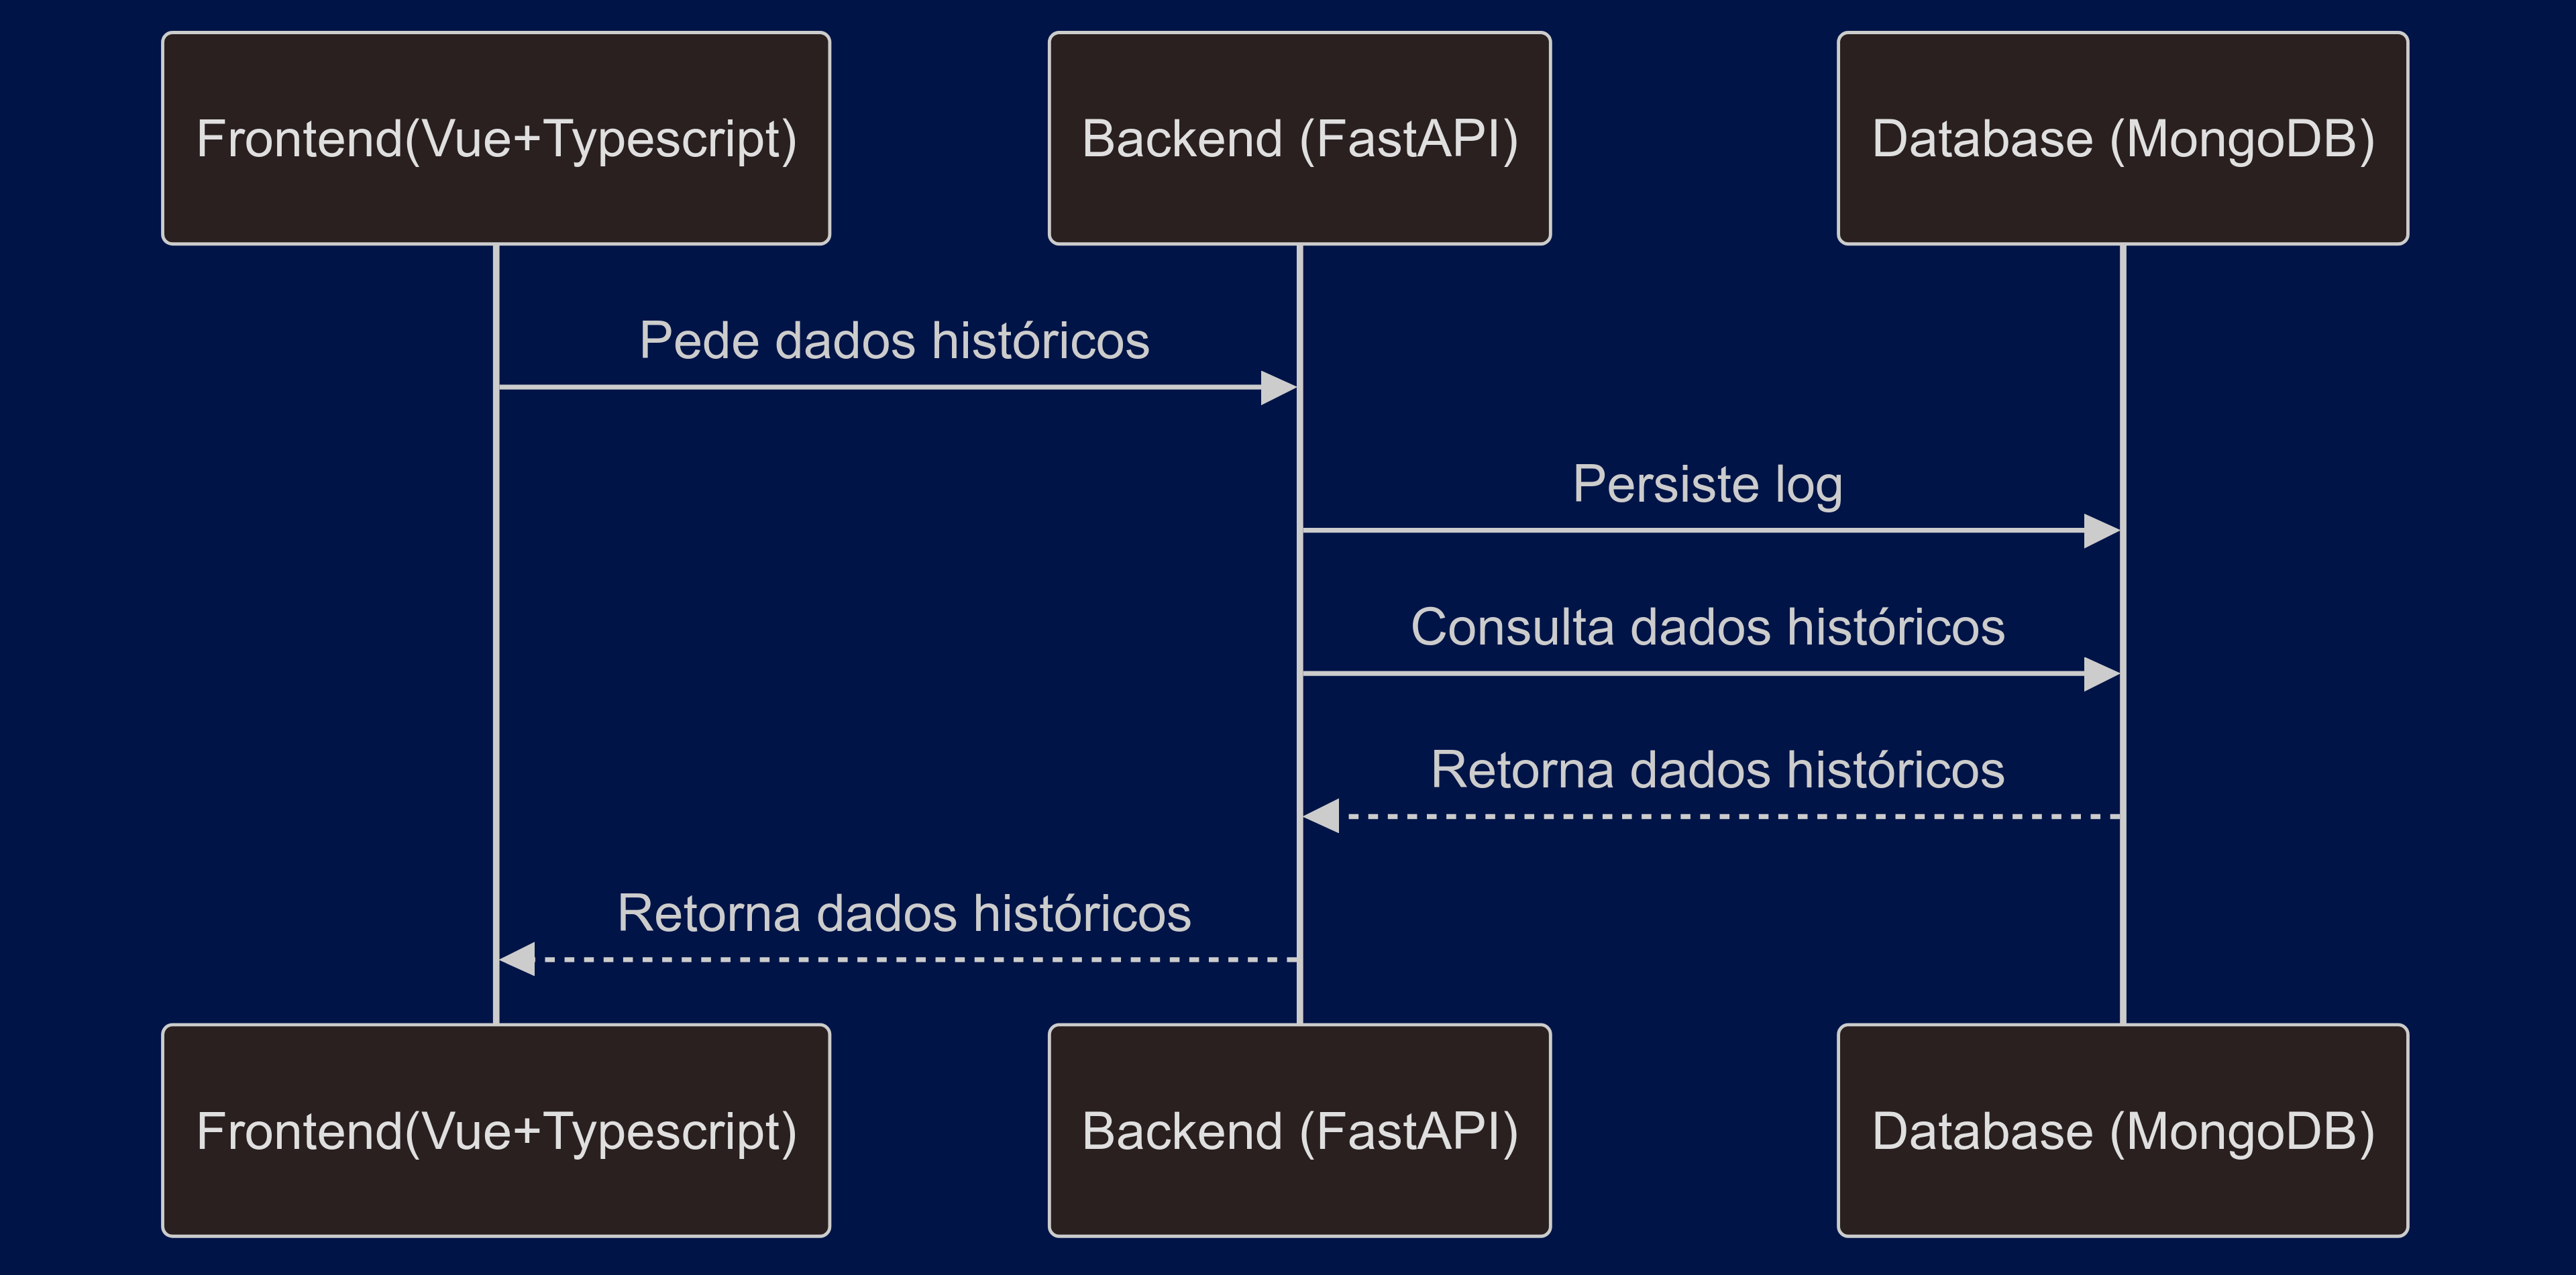 Frontend(Vue+Typescript)
Backend (FastAPI)
Database (MongoDB)
Pede dados históricos
Persiste log
Consulta dados históricos
Retorna dados históricos
Retorna dados históricos
Frontend(Vue+Typescript)
Backend (FastAPI)
Database (MongoDB)